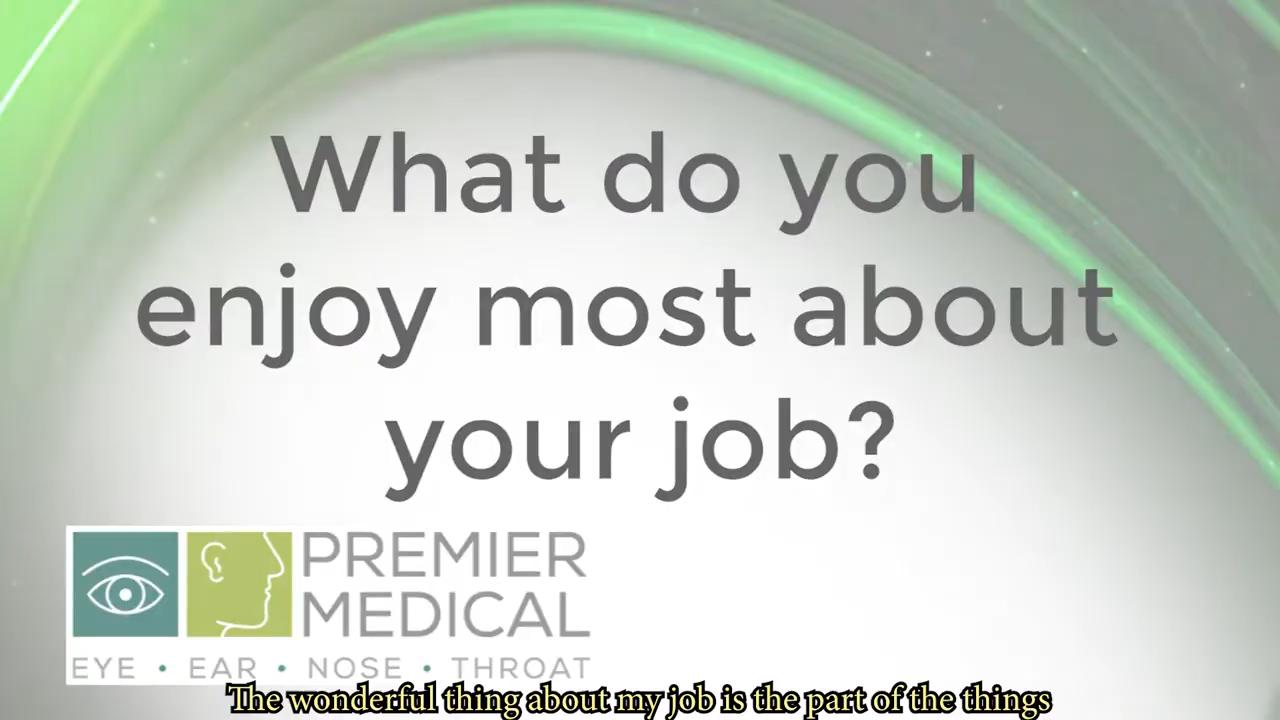 What do you
enjoy most about
your job?
PREMIER
MEDICAL
EYE • EAR • NOSE • THROAT
The wonderful thing about my job is the part of the things